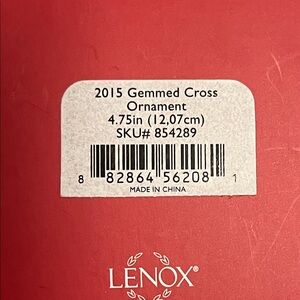 2015 Gemmed Cross
Ornament
4.75in (12,07cm)
SKU# 854289
8 82864 56208 1
MADE IN CHINA
LENOX®